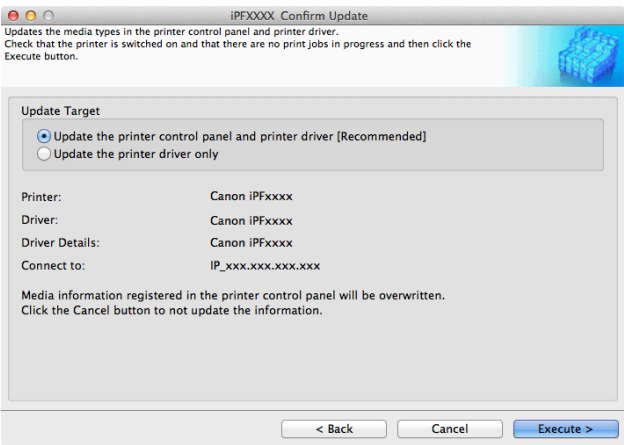 iPFXXXX Confirm Update
Updates the media types in the printer control panel and printer driver.
Check that the printer is switched on and that there are no print jobs in progress and then click the
Execute button.
Update Target
Update the printer control panel and printer driver [Recommended]
Update the printer driver only
Printer: Canon iPFxxxx
Driver: Canon iPFxxxx
Driver Details: Canon iPFxxxx
Connect to: IP_xxx.xxx.xxx.xxx
Media information registered in the printer control panel will be overwritten.
Click the Cancel button to not update the information.
< Back Cancel Execute >